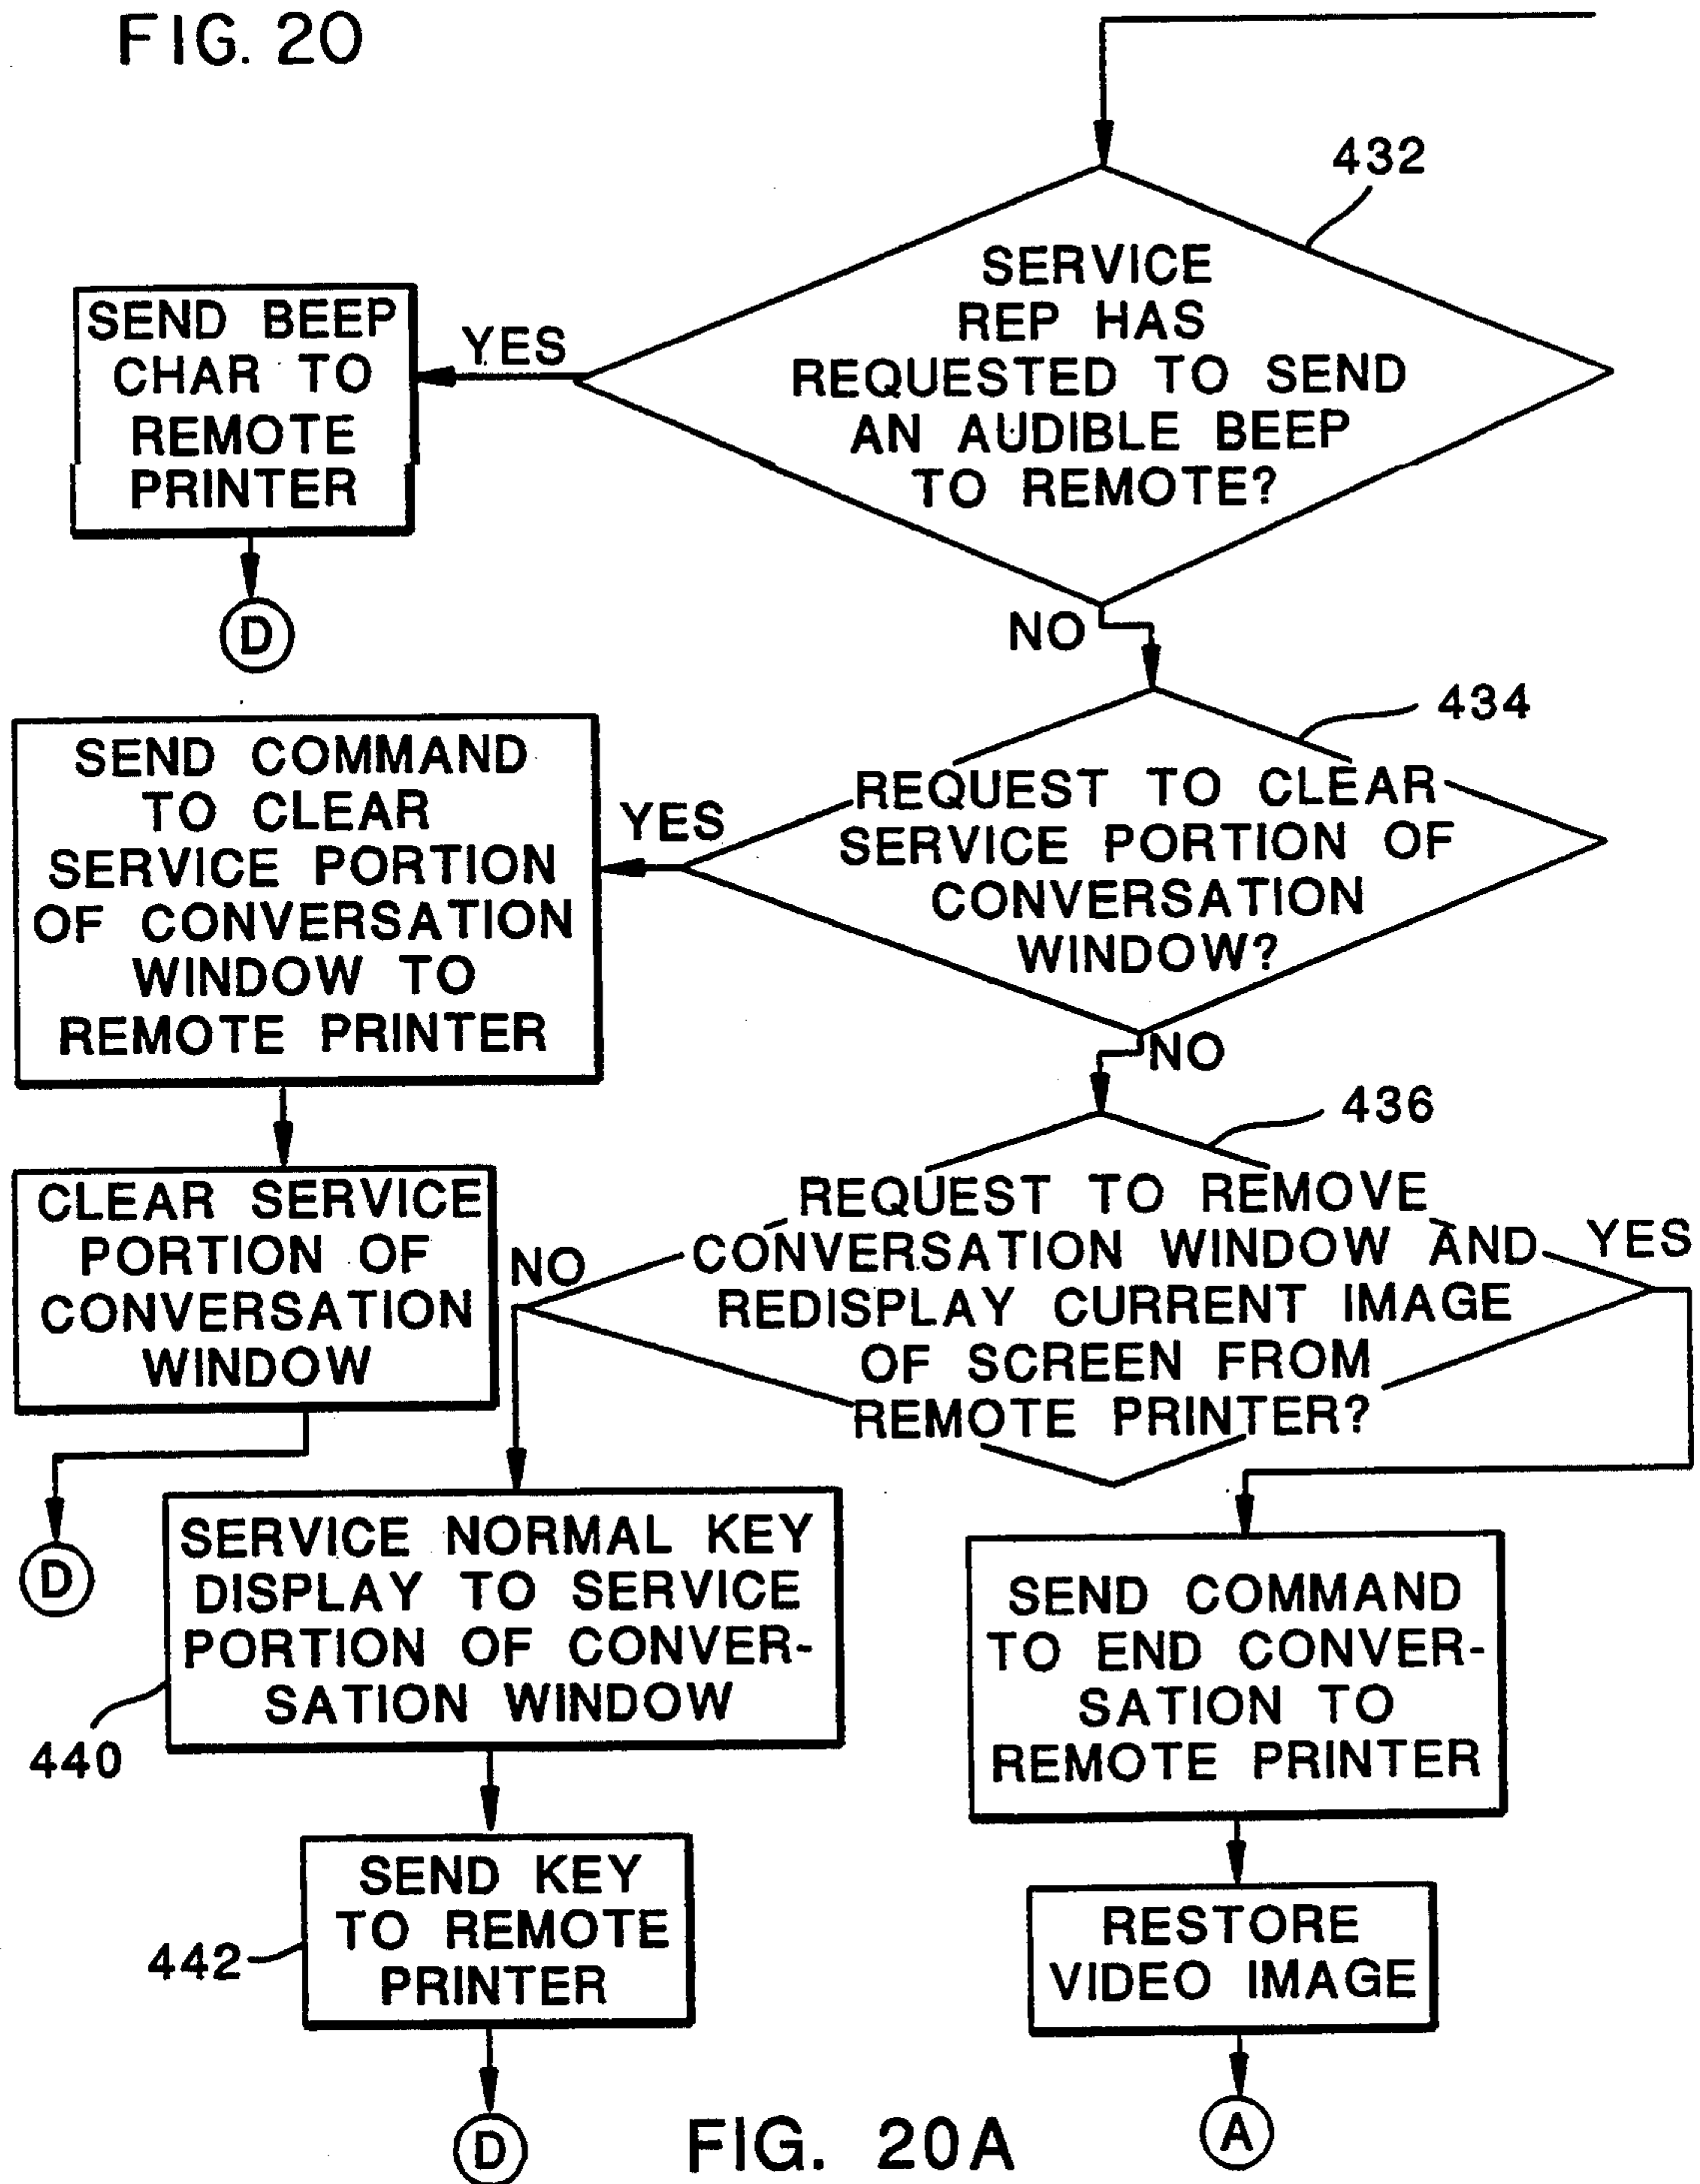 FIG. 20
432
SERVICE
REP HAS
REQUESTED TO SEND
AN AUDIBLE BEEP
TO REMOTE?
YES
SEND BEEP
CHAR TO
REMOTE
PRINTER
D
NO
434
REQUEST TO CLEAR
SERVICE PORTION OF
CONVERSATION
WINDOW?
YES
SEND COMMAND
TO CLEAR
SERVICE PORTION
OF CONVERSATION
WINDOW TO
REMOTE PRINTER
CLEAR SERVICE
PORTION OF
CONVERSATION
WINDOW
D
NO
436
REQUEST TO REMOVE
CONVERSATION WINDOW AND
REDISPLAY CURRENT IMAGE
OF SCREEN FROM
REMOTE PRINTER?
NO
YES
SERVICE NORMAL KEY
DISPLAY TO SERVICE
PORTION OF CONVER-
SATION WINDOW
440
SEND KEY
TO REMOTE
PRINTER
442
D
SEND COMMAND
TO END CONVER-
SATION TO
REMOTE PRINTER
RESTORE
VIDEO IMAGE
A
FIG. 20A